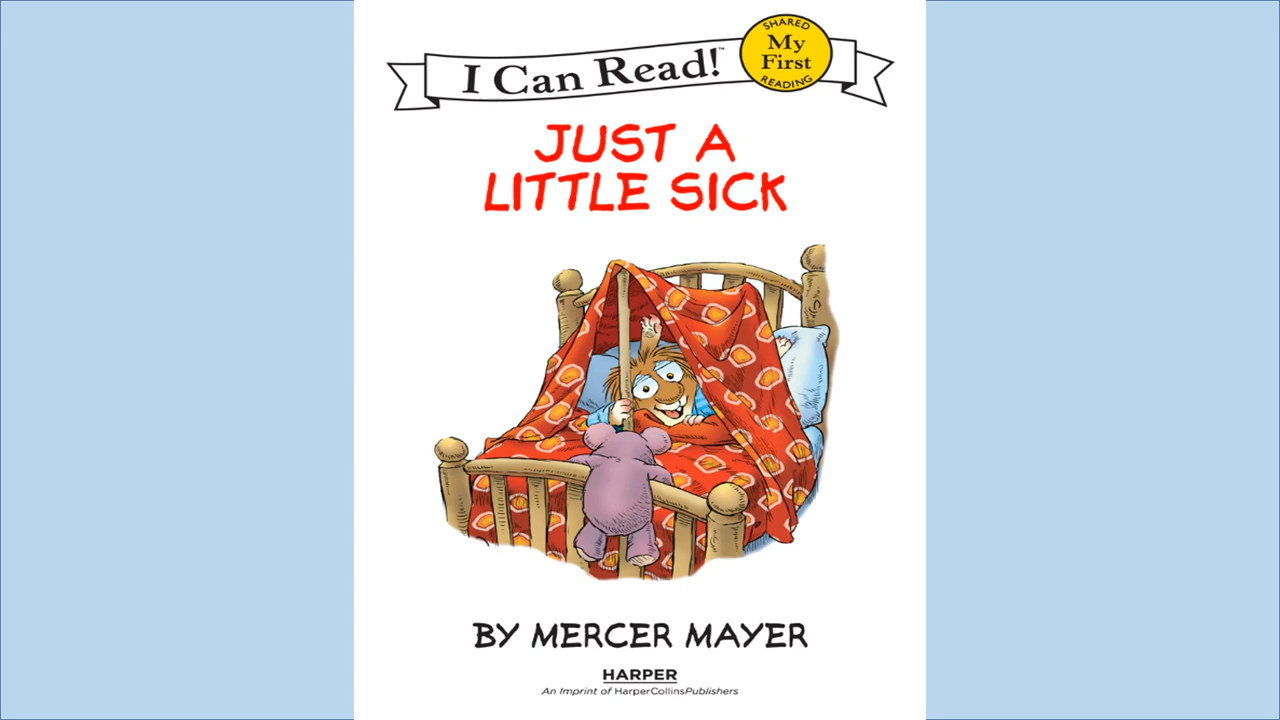 I Can Read!™
SHARED
My
First
READING
JUST A
LITTLE SICK
BY MERCER MAYER
HARPER
An Imprint of HarperCollinsPublishers